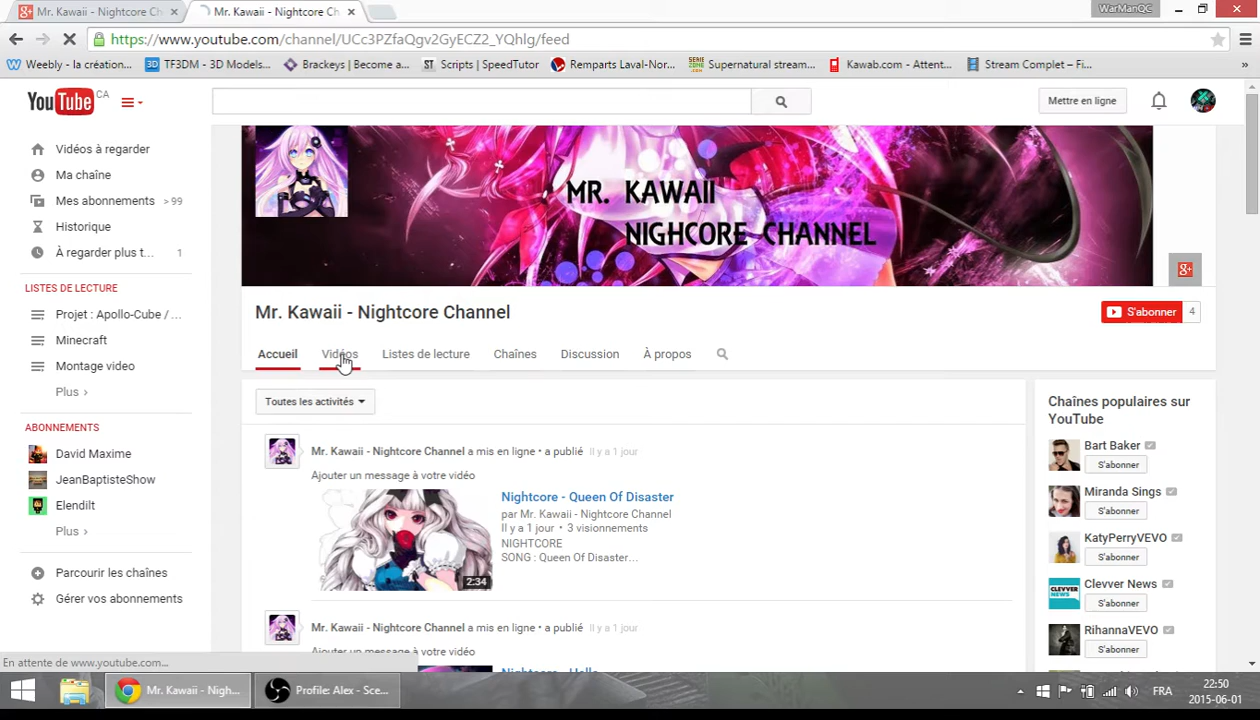 Mr. Kawaii - Nightcore Ch
Mr. Kawaii - Nightcore Ch
WarManQC
https://www.youtube.com/channel/UCc3PZfaQgv2GyECZ2_YQhlg/feed
Weebly - la création...
TF3DM - 3D Models...
Brackeys | Become a...
Scripts | SpeedTutor
Remparts Laval-Nor...
Supernatural stream...
Kawab.com - Attent...
Stream Complet – Fi...
YouTube CA
Mettre en ligne
Vidéos à regarder
Ma chaîne
Mes abonnements > 99
Historique
À regarder plus t... 1
LISTES DE LECTURE
Projet : Apollo-Cube / ...
Minecraft
Montage video
Plus ›
ABONNEMENTS
David Maxime
JeanBaptisteShow
Elendilt
Plus ›
Parcourir les chaînes
Gérer vos abonnements
MR. KAWAII
NIGHCORE CHANNEL
Mr. Kawaii - Nightcore Channel
S'abonner 4
Accueil
Vidéos
Listes de lecture
Chaînes
Discussion
À propos
Toutes les activités
Mr. Kawaii - Nightcore Channel a mis en ligne • a publié Il y a 1 jour
Ajouter un message à votre vidéo
2:34
Nightcore - Queen Of Disaster
par Mr. Kawaii - Nightcore Channel
Il y a 1 jour • 3 visionnements
NIGHTCORE
SONG : Queen Of Disaster...
Mr. Kawaii - Nightcore Channel a mis en ligne • a publié Il y a 1 jour
Ajouter un message à votre vidéo
Chaînes populaires sur
YouTube
Bart Baker
S'abonner
Miranda Sings
S'abonner
KatyPerryVEVO
S'abonner
Clevver News
S'abonner
RihannaVEVO
S'abonner
En attente de www.youtube.com...
Mr. Kawaii - Nigh...
Profile: Alex - Sce...
FRA
22:50
2015-06-01